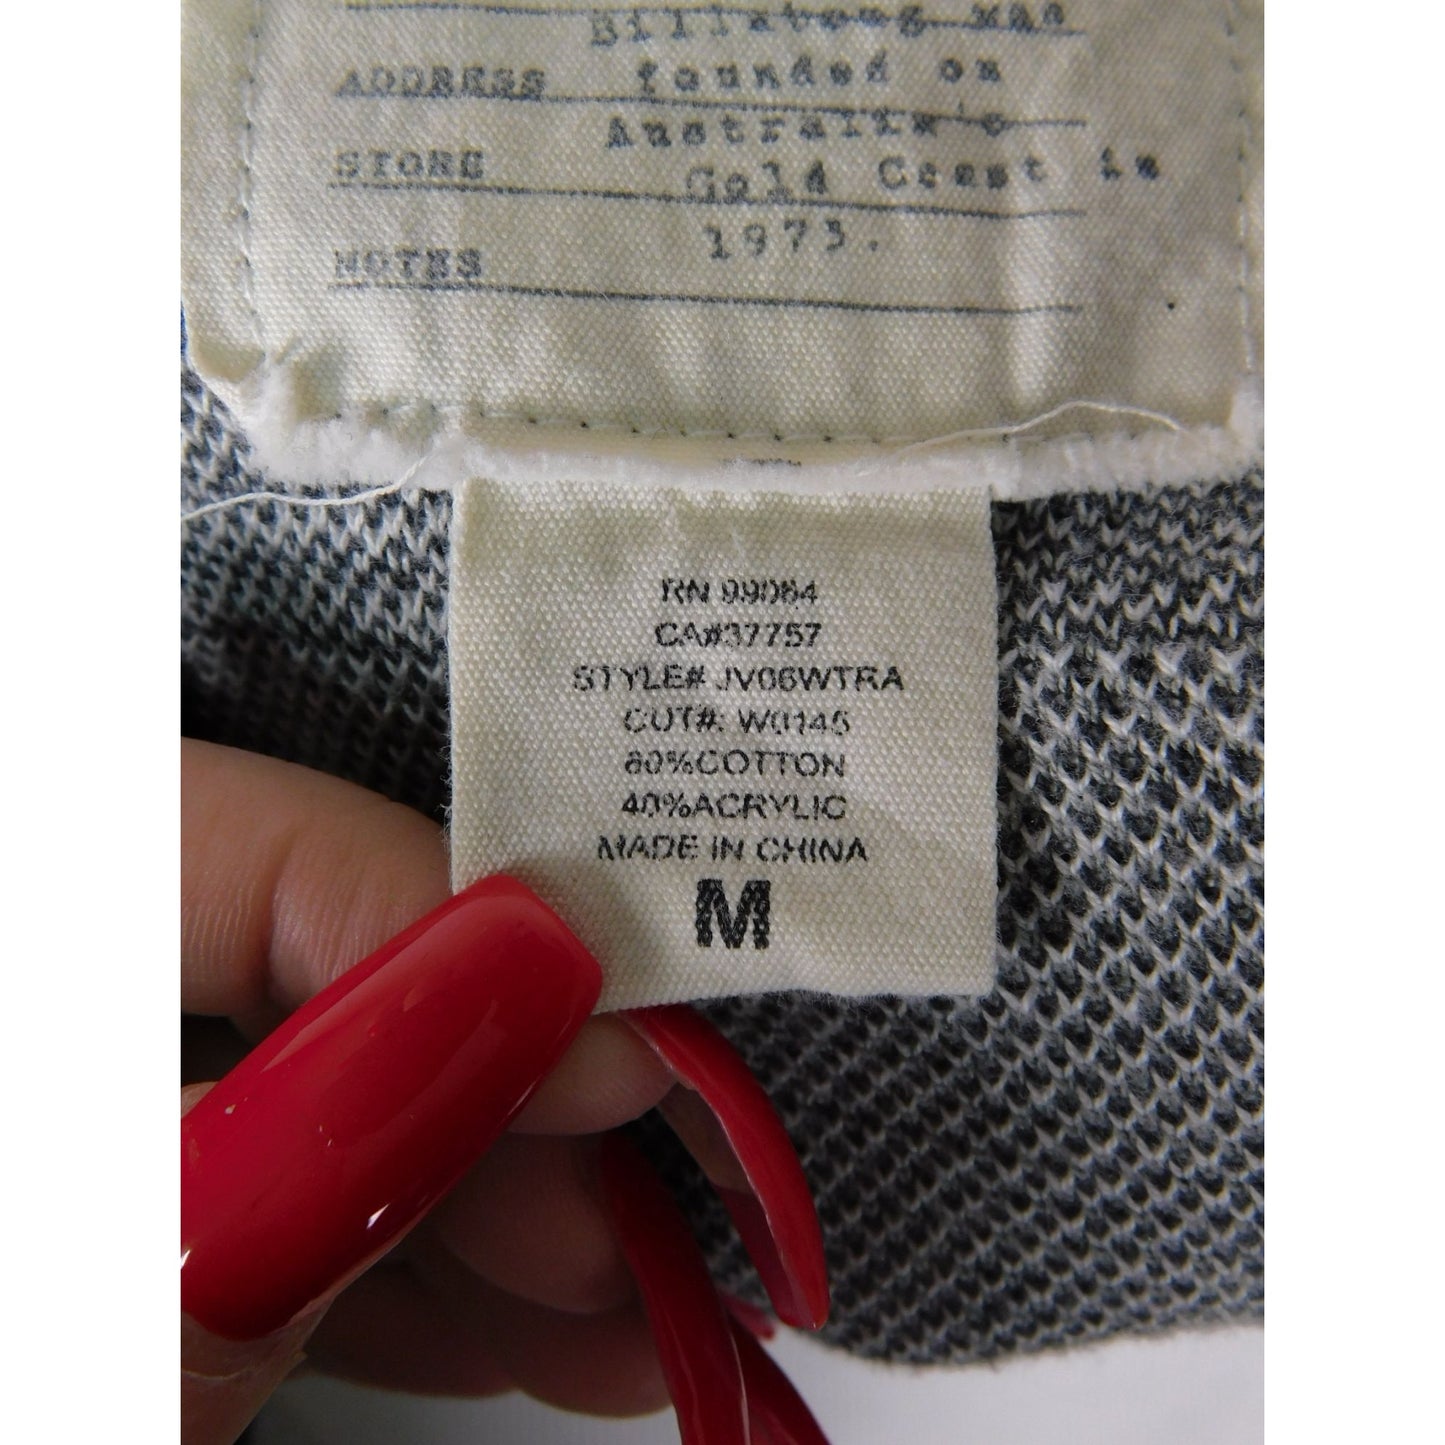 Billabong was
ADDRESS founded on
Australia's
STORE Gold Coast in
1973.
NOTES
RN 99064
CA#37757
STYLE# JV06WTRA
CUT#: W0145
60%COTTON
40%ACRYLIC
MADE IN CHINA
M